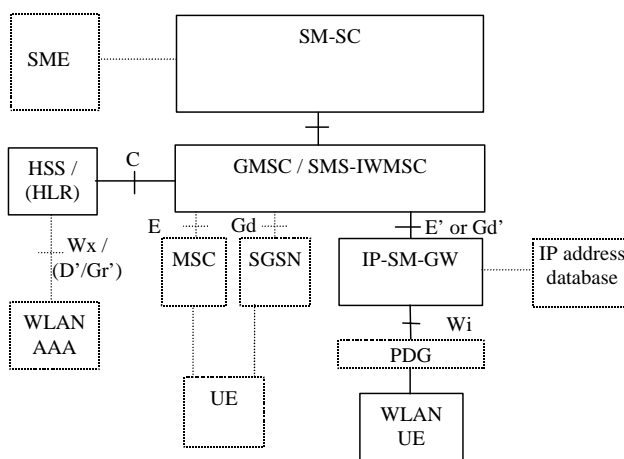 SM-SC
SME
GMSC / SMS-IWMSC
HSS /
(HLR)
C
E
Gd
E’ or Gd’
Wx /
(D’/Gr’)
MSC
SGSN
IP-SM-GW
IP address
database
WLAN
AAA
Wi
PDG
UE
WLAN
UE